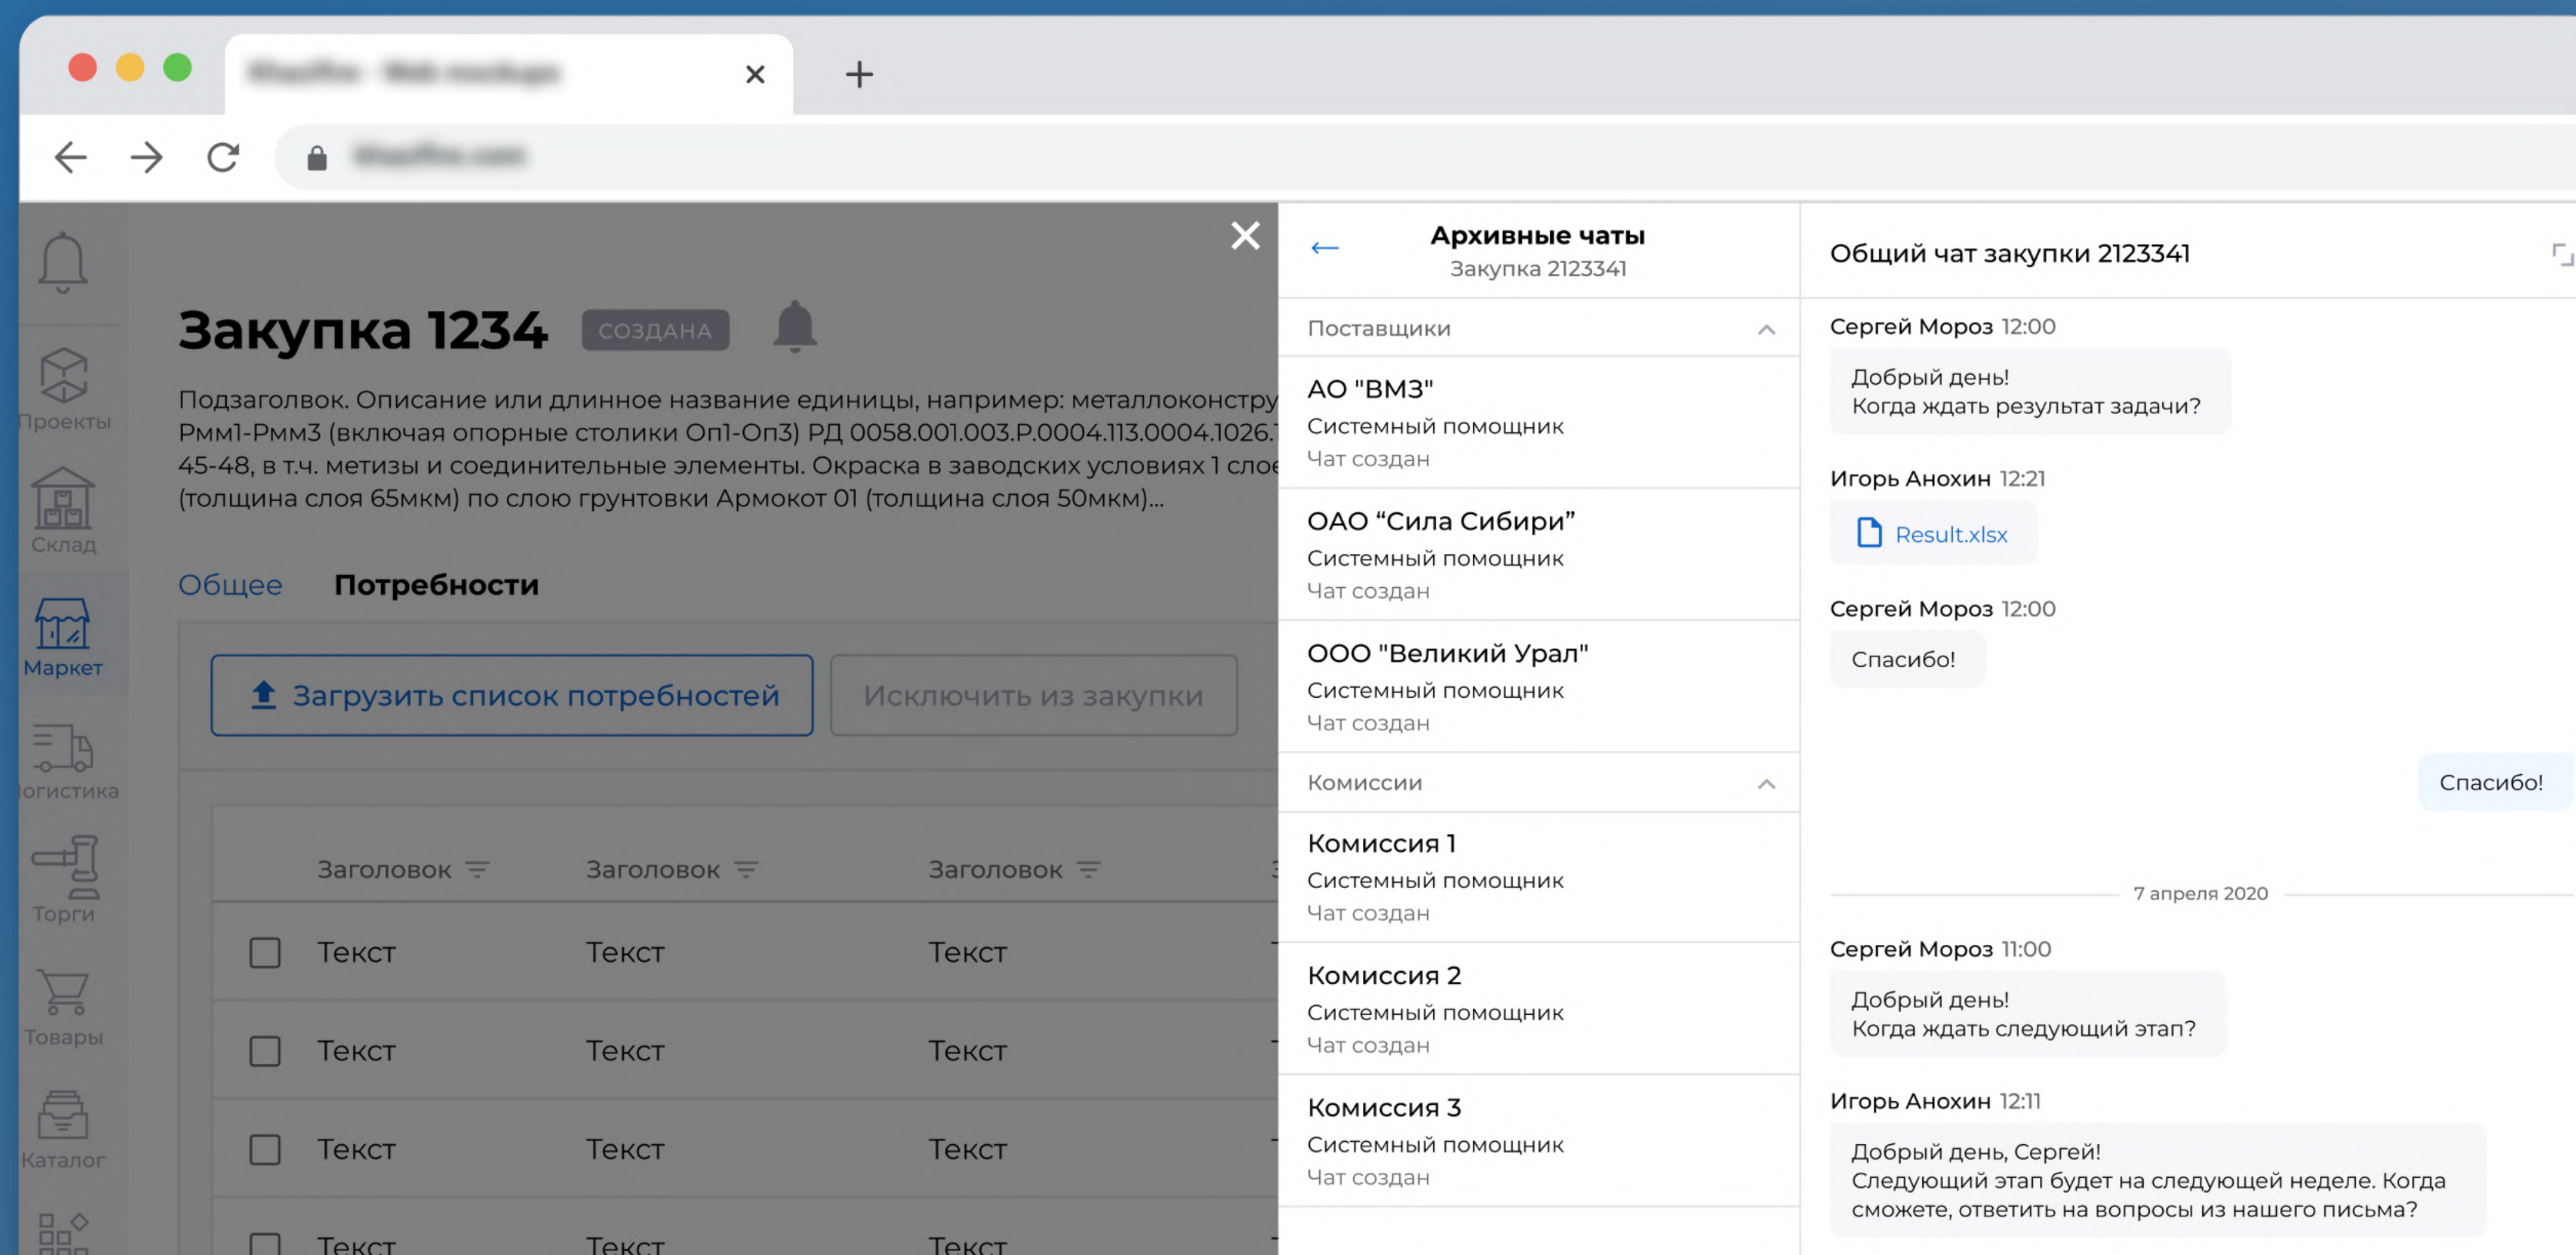 Закупка 1234
СОЗДАНА
Подзаголвок. Описание или длинное название единицы, например: металлоконстру
Рмм1-Рмм3 (включая опорные столики Оп1-Оп3) РД 0058.001.003.Р.0004.113.0004.1026.
45-48, в т.ч. метизы и соединительные элементы. Окраска в заводских условиях 1 слое
(толщина слоя 65мкм) по слою грунтовки Армокот 01 (толщина слоя 50мкм)...
Проекты
Склад
Маркет
огистика
Торги
Товары
Каталог
Общее Потребности
Загрузить список потребностей Исключить из закупки
Заголовок Заголовок Заголовок
Текст Текст Текст
Текст Текст Текст
Текст Текст Текст
Текст Текст Текст
Архивные чаты
Закупка 2123341
Поставщики
АО "ВМЗ"
Системный помощник
Чат создан
ОАО “Сила Сибири”
Системный помощник
Чат создан
ООО "Великий Урал"
Системный помощник
Чат создан
Комиссии
Комиссия 1
Системный помощник
Чат создан
Комиссия 2
Системный помощник
Чат создан
Комиссия 3
Системный помощник
Чат создан
Общий чат закупки 2123341
Сергей Мороз 12:00
Добрый день!
Когда ждать результат задачи?
Игорь Анохин 12:21
Result.xlsx
Сергей Мороз 12:00
Спасибо!
Спасибо!
7 апреля 2020
Сергей Мороз 11:00
Добрый день!
Когда ждать следующий этап?
Игорь Анохин 12:11
Добрый день, Сергей!
Следующий этап будет на следующей неделе. Когда
сможете, ответить на вопросы из нашего письма?